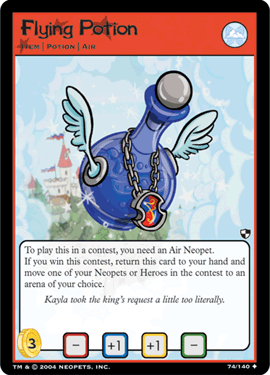 Flying Potion
ITEM | POTION | AIR
To play this in a contest, you need an Air Neopet.
If you win this contest, return this card to your hand and
move one of your Neopets or Heroes in the contest to an
arena of your choice.
Kayla took the king's request a little too literally.
3
−
+1
+1
−
TM & © 2004 NEOPETS, INC.
74/140 ◆